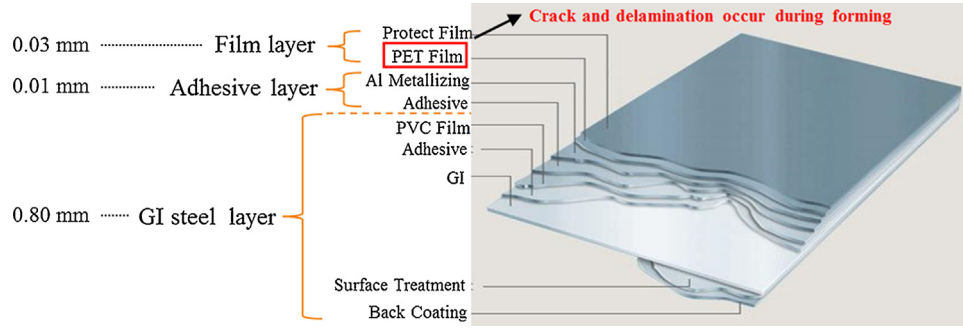 Crack and delamination occur during forming
0.03 mm
Film layer
Protect Film
PET Film
0.01 mm
Adhesive layer
Al Metallizing
Adhesive
PVC Film
Adhesive
GI
0.80 mm
GI steel layer
Surface Treatment
Back Coating